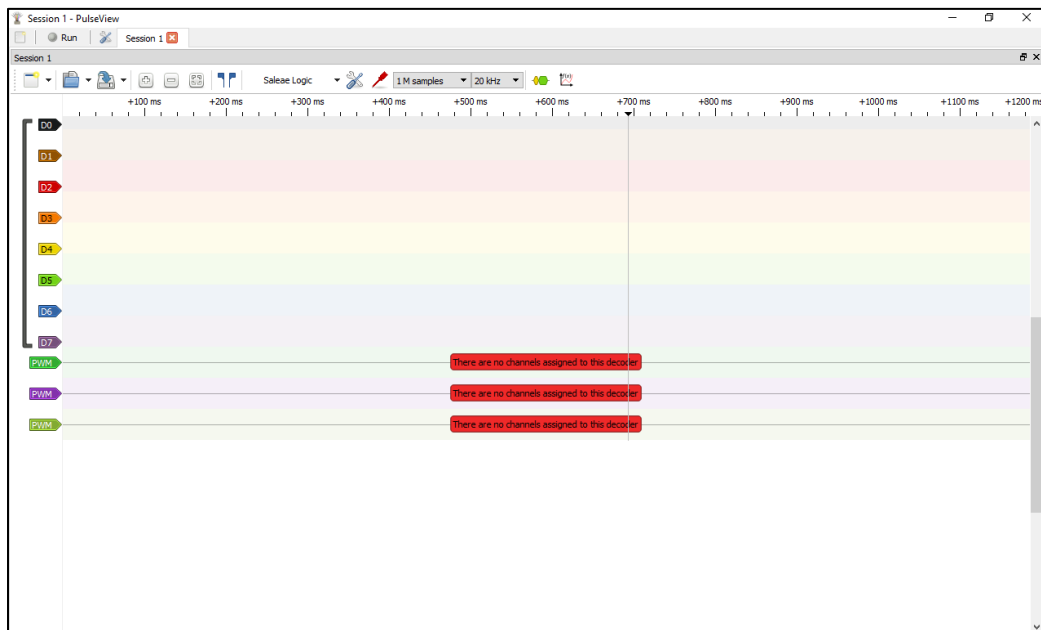 Session 1 - PulseView
Run Session 1
Session 1
Saleae Logic 1 M samples 20 kHz
+100 ms +200 ms +300 ms +400 ms +500 ms +600 ms +700 ms +800 ms +900 ms +1000 ms +1100 ms +1200 ms
D0
D1
D2
D3
D4
D5
D6
D7
PWM There are no channels assigned to this decoder
PWM There are no channels assigned to this decoder
PWM There are no channels assigned to this decoder